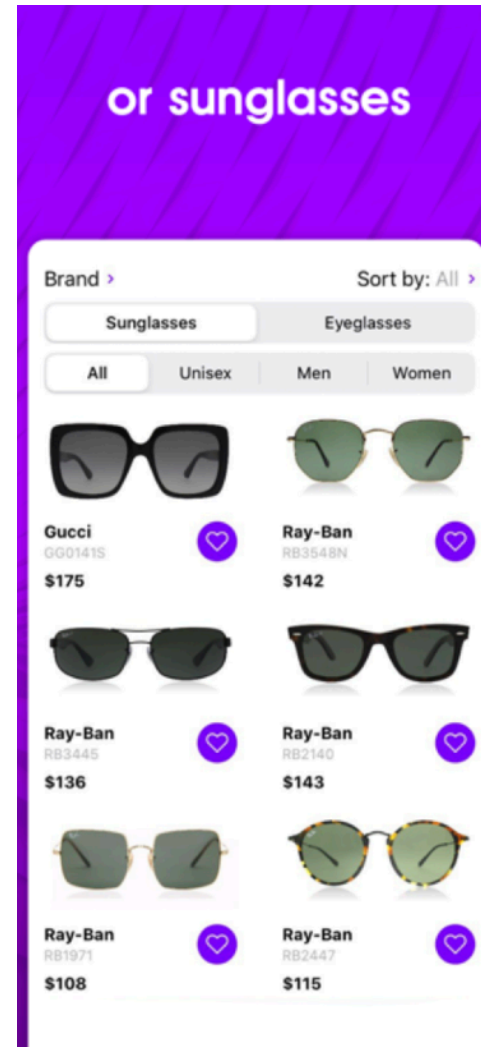 or sunglasses
Brand >
Sort by: All >
Sunglasses Eyeglasses
All Unisex Men Women
Gucci
GG0141S
$175
Ray-Ban
RB3548N
$142
Ray-Ban
RB3445
$136
Ray-Ban
RB2140
$143
Ray-Ban
RB1971
$108
Ray-Ban
RB2447
$115